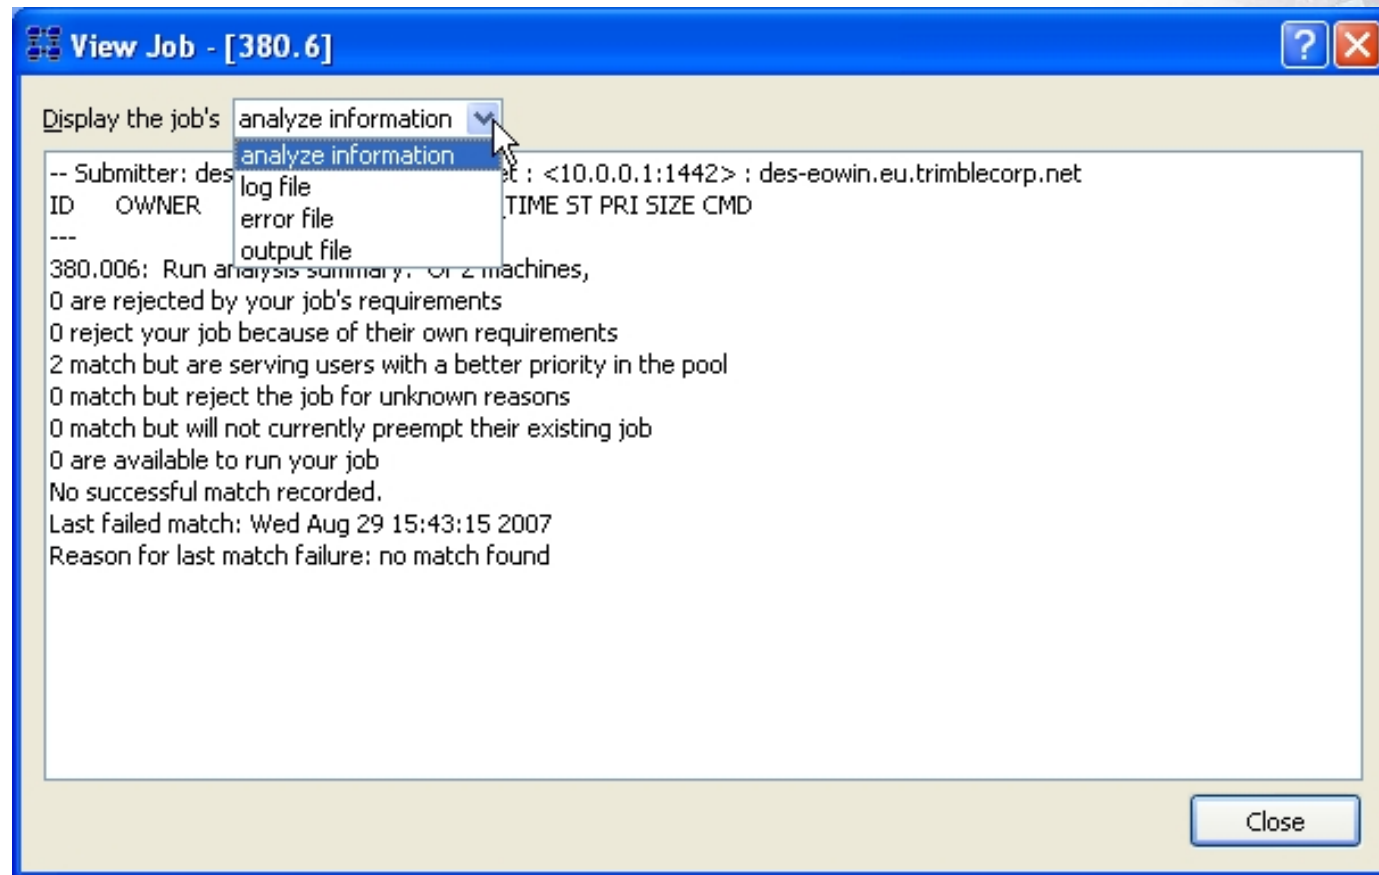 View Job - [380.6]
Display the job's analyze information
analyze information
log file
error file
output file
-- Submitter: des : <10.0.0.1:1442> : des-eowin.eu.trimblecorp.net
ID OWNER _TIME ST PRI SIZE CMD
---
380.006: Run analysis summary. Of 2 machines,
0 are rejected by your job's requirements
0 reject your job because of their own requirements
2 match but are serving users with a better priority in the pool
0 match but reject the job for unknown reasons
0 match but will not currently preempt their existing job
0 are available to run your job
No successful match recorded.
Last failed match: Wed Aug 29 15:43:15 2007
Reason for last match failure: no match found
Close